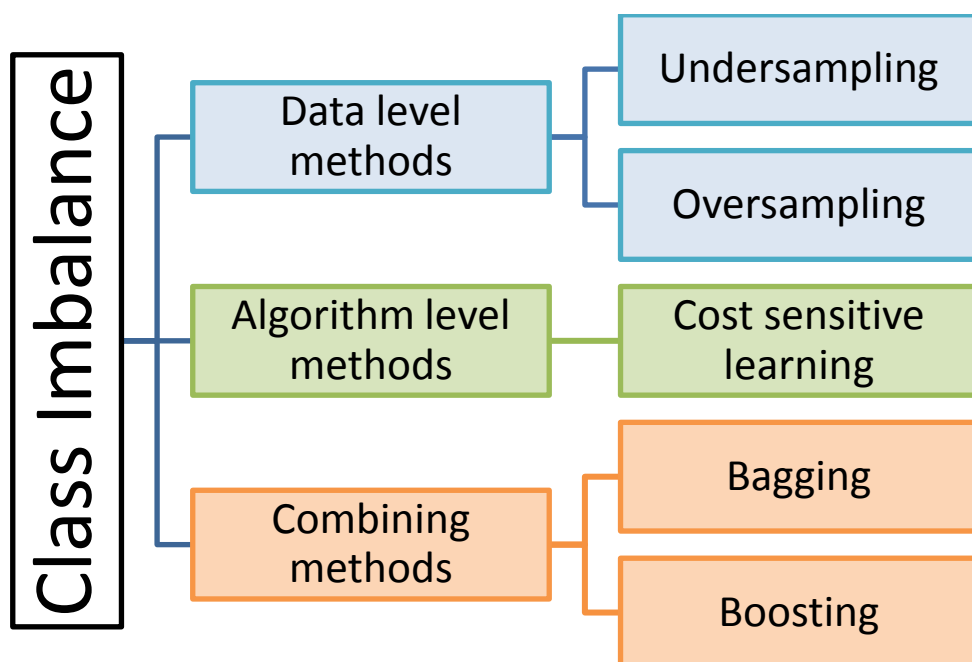 Class Imbalance
Data level
methods
Undersampling
Oversampling
Algorithm level
methods
Cost sensitive
learning
Combining
methods
Bagging
Boosting